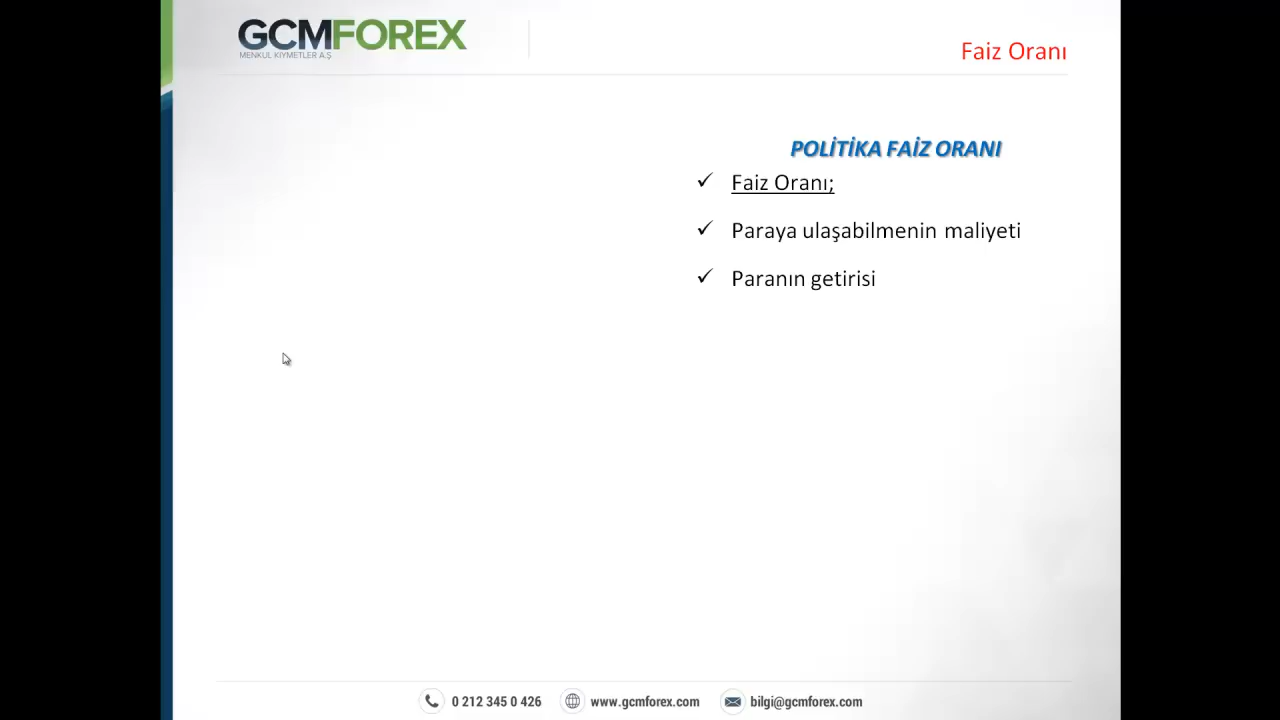 GCMFOREX
MENKUL KIYMETLER A.Ş
Faiz Oranı
POLİTİKA FAİZ ORANI
✓ Faiz Oranı;
✓ Paraya ulaşabilmenin maliyeti
✓ Paranın getirisi
0 212 345 0 426 www.gcmforex.com bilgi@gcmforex.com